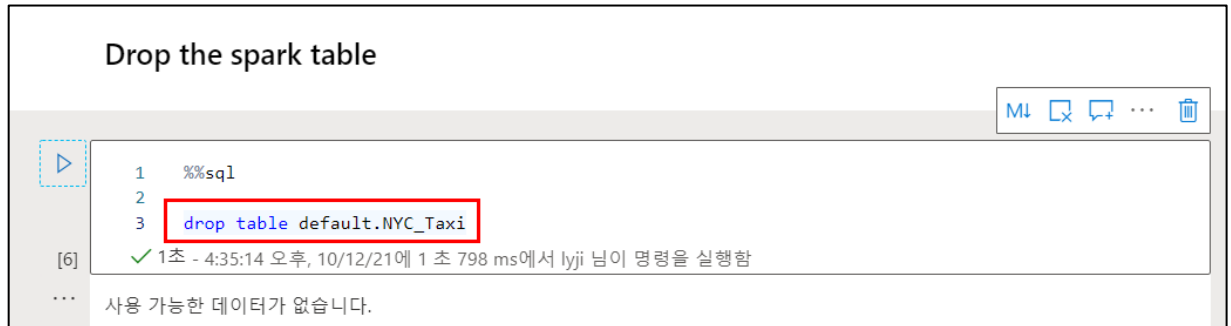 Drop the spark table
M↓
1 %%sql
2
3 drop table default.NYC_Taxi
[6] 1초 - 4:35:14 오후, 10/12/21에 1 초 798 ms에서 lyji 님이 명령을 실행함
사용 가능한 데이터가 없습니다.